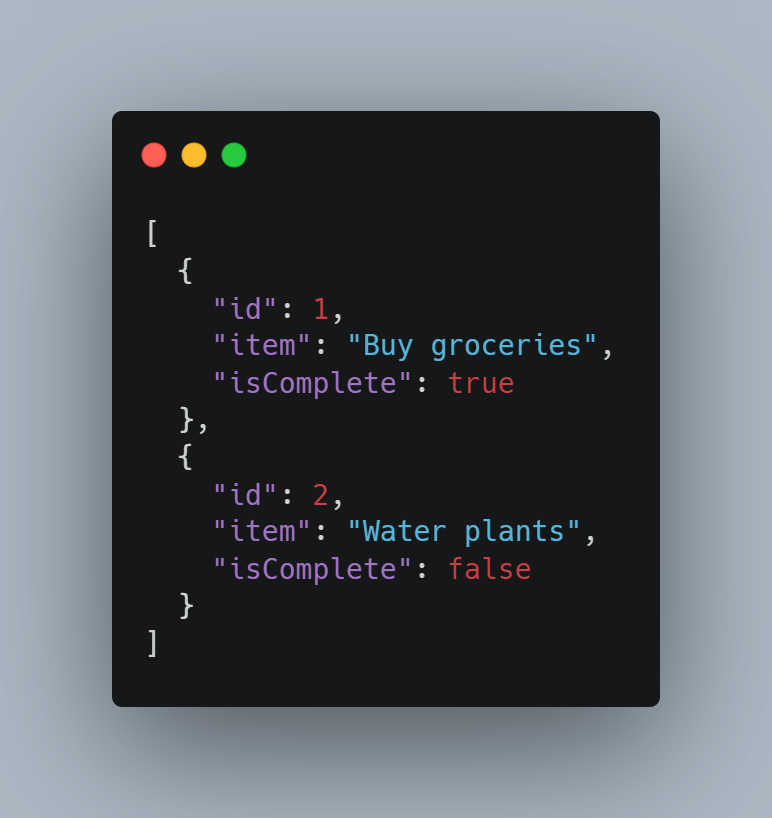 [
  {
    "id": 1,
    "item": "Buy groceries",
    "isComplete": true
  },
  {
    "id": 2,
    "item": "Water plants",
    "isComplete": false
  }
]